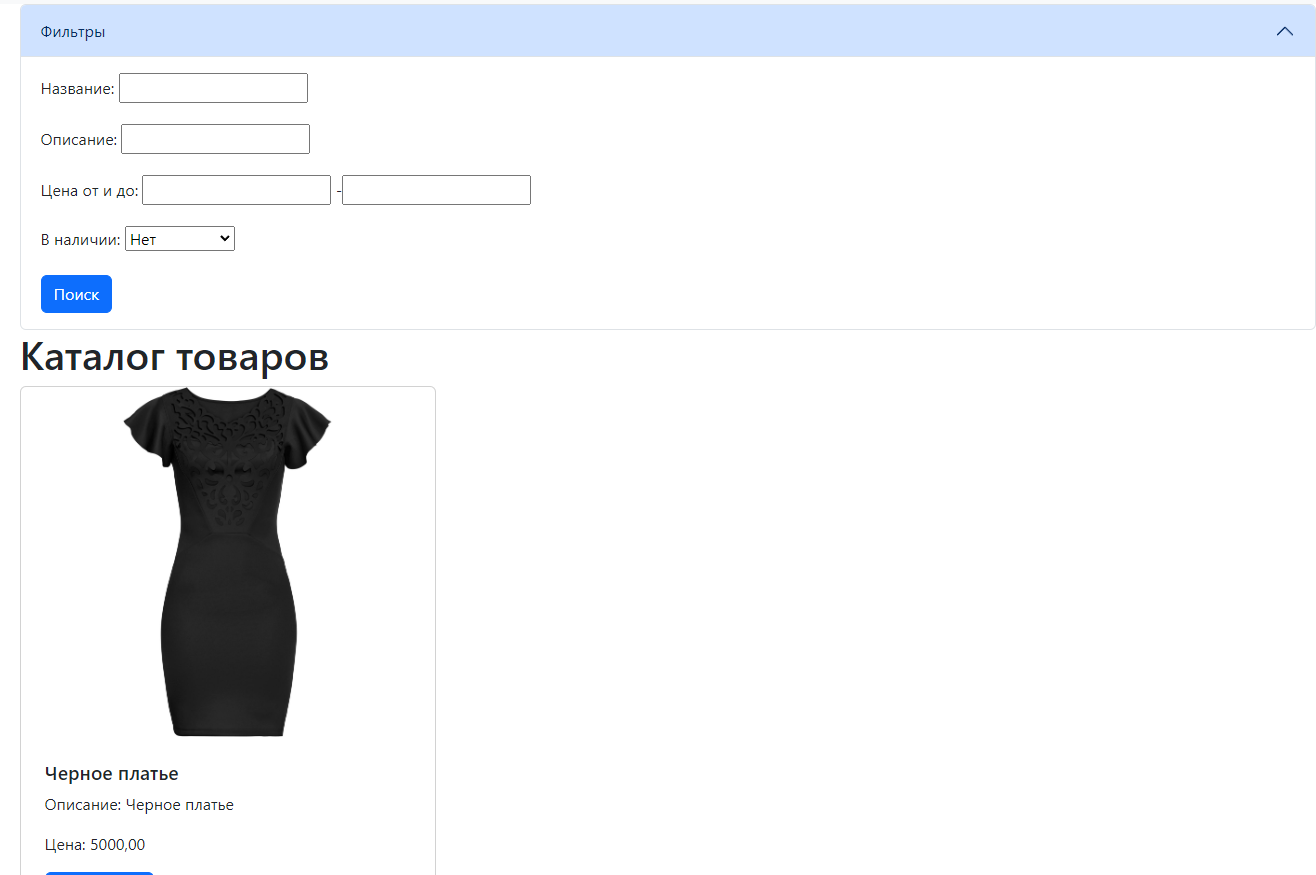 Фильтры
Название:
Описание:
Цена от и до: -
В наличии: Нет
Поиск
Каталог товаров
Черное платье
Описание: Черное платье
Цена: 5000,00